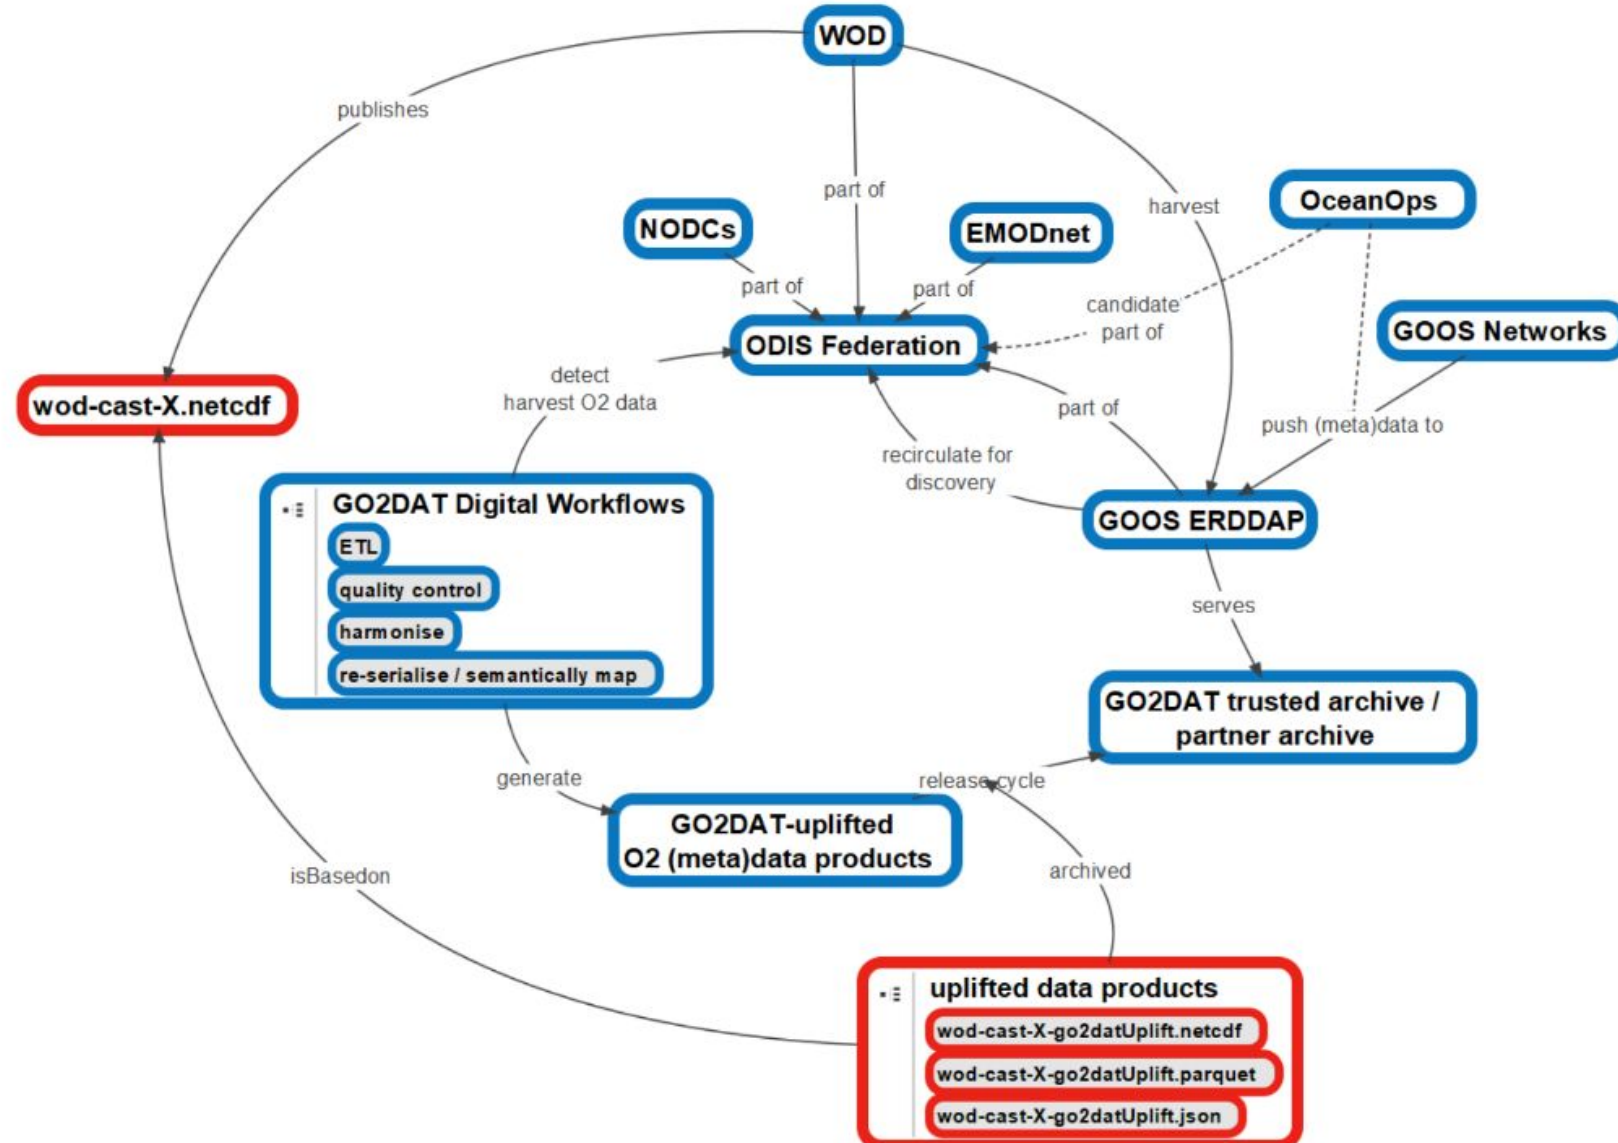 WOD
publishes
part of
harvest
OceanOps
NODCs
EMODnet
part of
part of
candidate
part of
ODIS Federation
GOOS Networks
detect
harvest O2 data
wod-cast-X.netcdf
part of
push (meta)data to
recirculate for
discovery
GO2DAT Digital Workflows
ETL
quality control
harmonise
re-serialise / semantically map
GOOS ERDDAP
serves
GO2DAT trusted archive /
partner archive
generate
release cycle
GO2DAT-uplifted
O2 (meta)data products
isBasedon
archived
uplifted data products
wod-cast-X-go2datUplift.netcdf
wod-cast-X-go2datUplift.parquet
wod-cast-X-go2datUplift.json